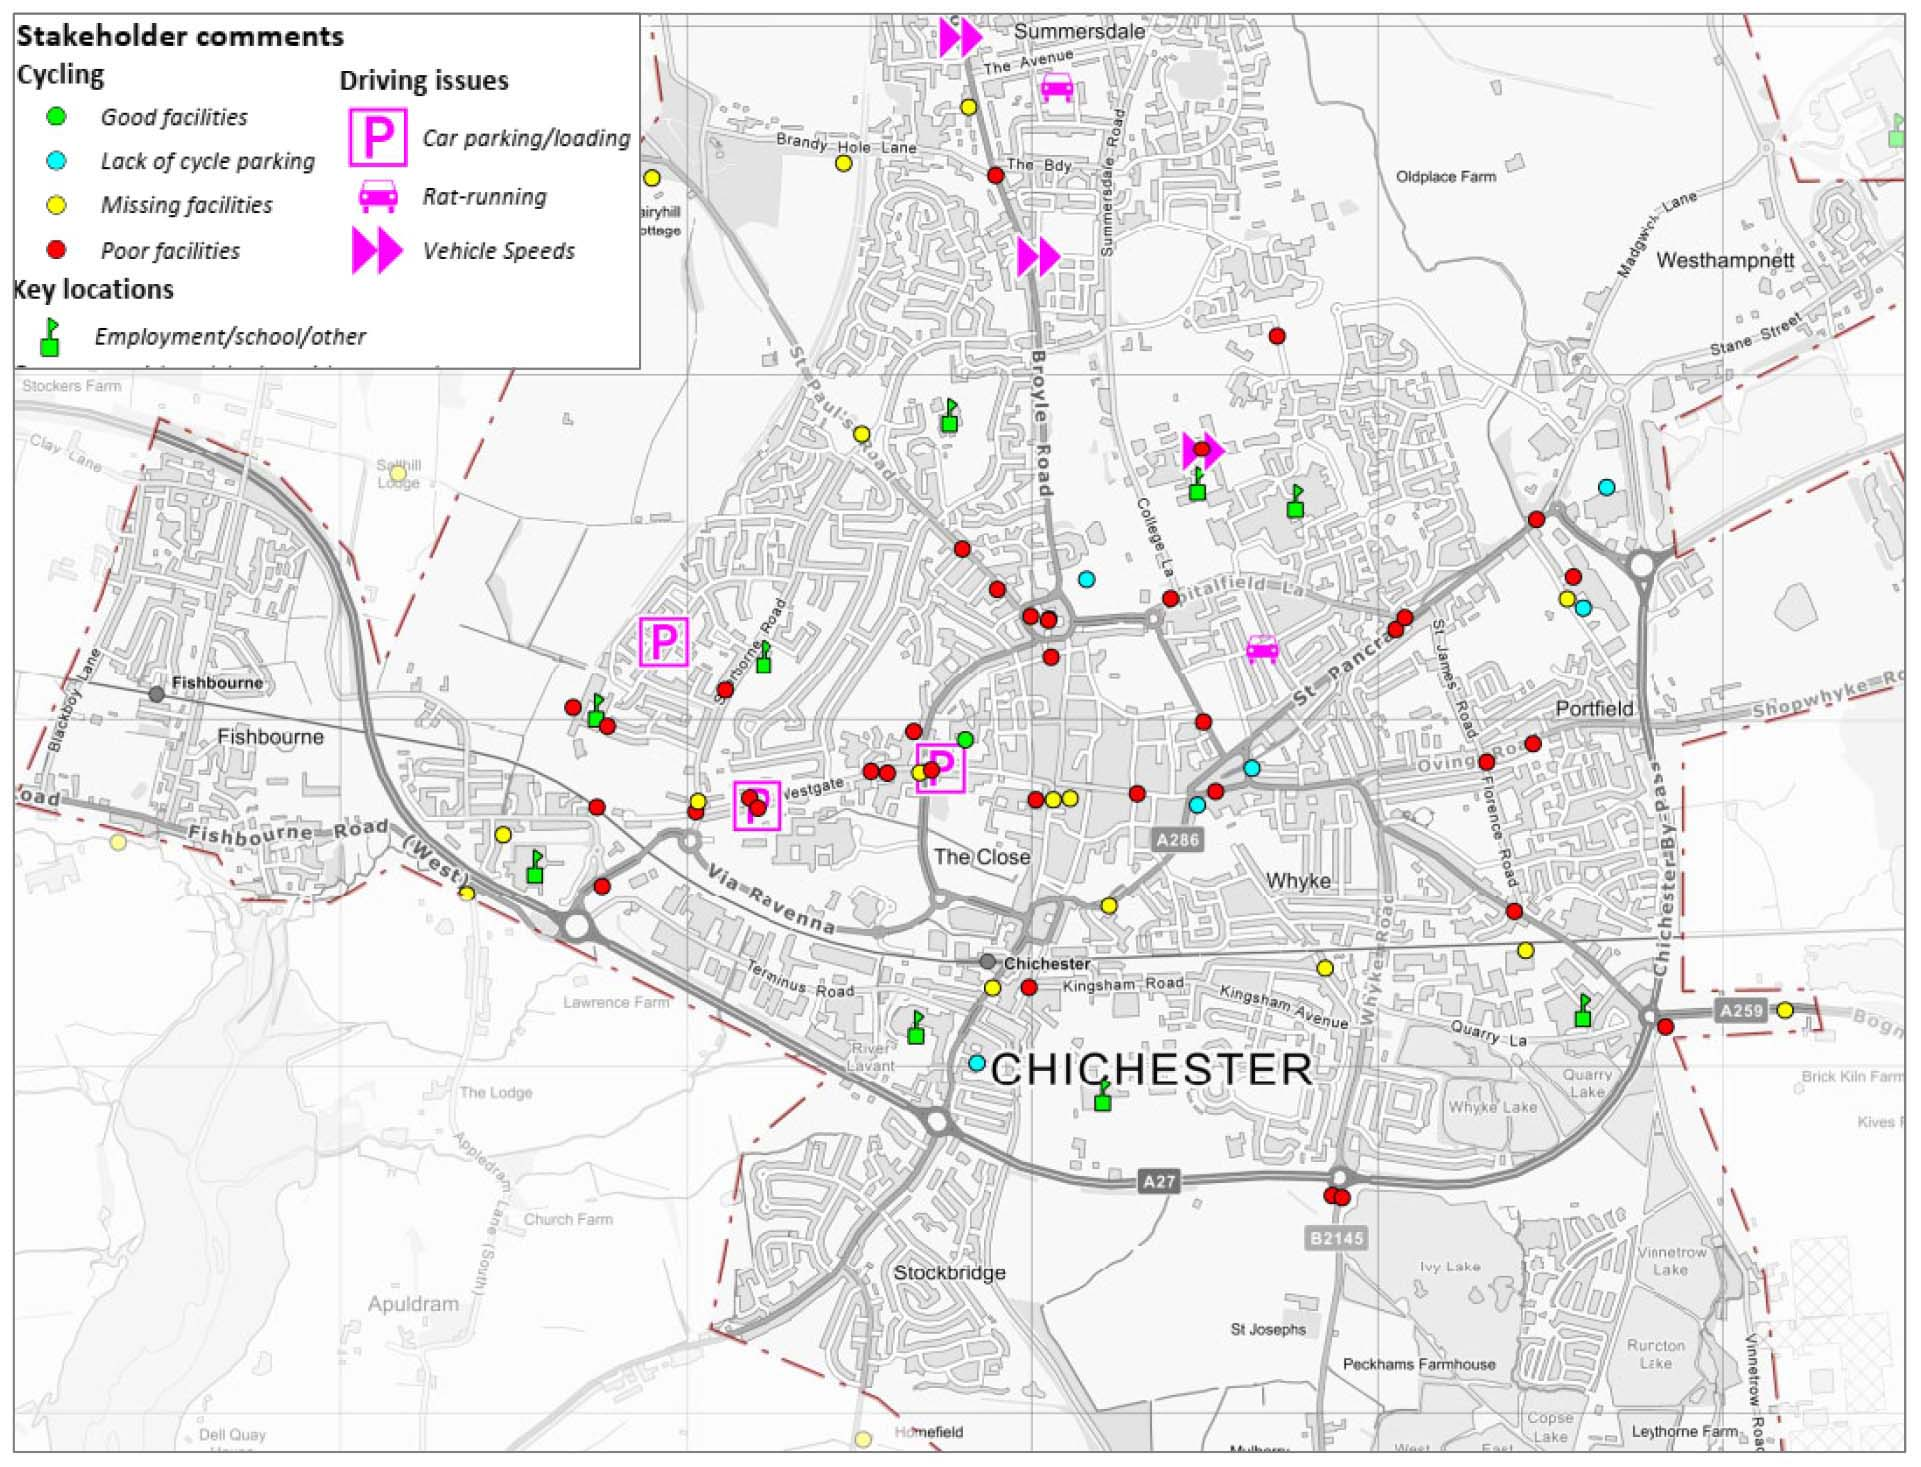 Stakeholder comments
Cycling
Driving issues
Good facilities
Car parking/loading
Lack of cycle parking
Missing facilities
Rat-running
Poor facilities
Vehicle Speeds
Key locations
Employment/school/other
P
Summersdale
The Avenue
Brandy Hole Lane
The Bdy
Summersdale Road
Oldplace Farm
Madgwick Lane
Westhampnett
Stane Street
Stockers Farm
Clay Lane
Salthill
Lodge
St Paul's Road
Broyle Road
College La
St Pancras
St James' Road
Blackboy Lane
Fishbourne
Fishbourne
P
Portfield
Shopwhyke
Oving Road
Florence Road
Chichester Bypass
P
P
Westgate
Fishbourne Road
(West)
The Close
A286
Whyke
Via Ravenna
Whyke Road
Chichester
Terminus Road
Kingsham Road
Kingsham Avenue
Lawrence Farm
A259
Quarry La
River
Lavant
CHICHESTER
Quarry
Lake
Whyke Lake
Brick Kiln Farm
The Lodge
Kives
Appledram Lane (South)
A27
Church Farm
B2145
Stockbridge
Ivy Lake
Vinnetrow
Lake
Apuldram
St Josephs
Peckhams Farmhouse
Runcton
Lake
Vinnetrow Road
Dell Quay
Homefield
Copse
Lake
Leythorne Farm